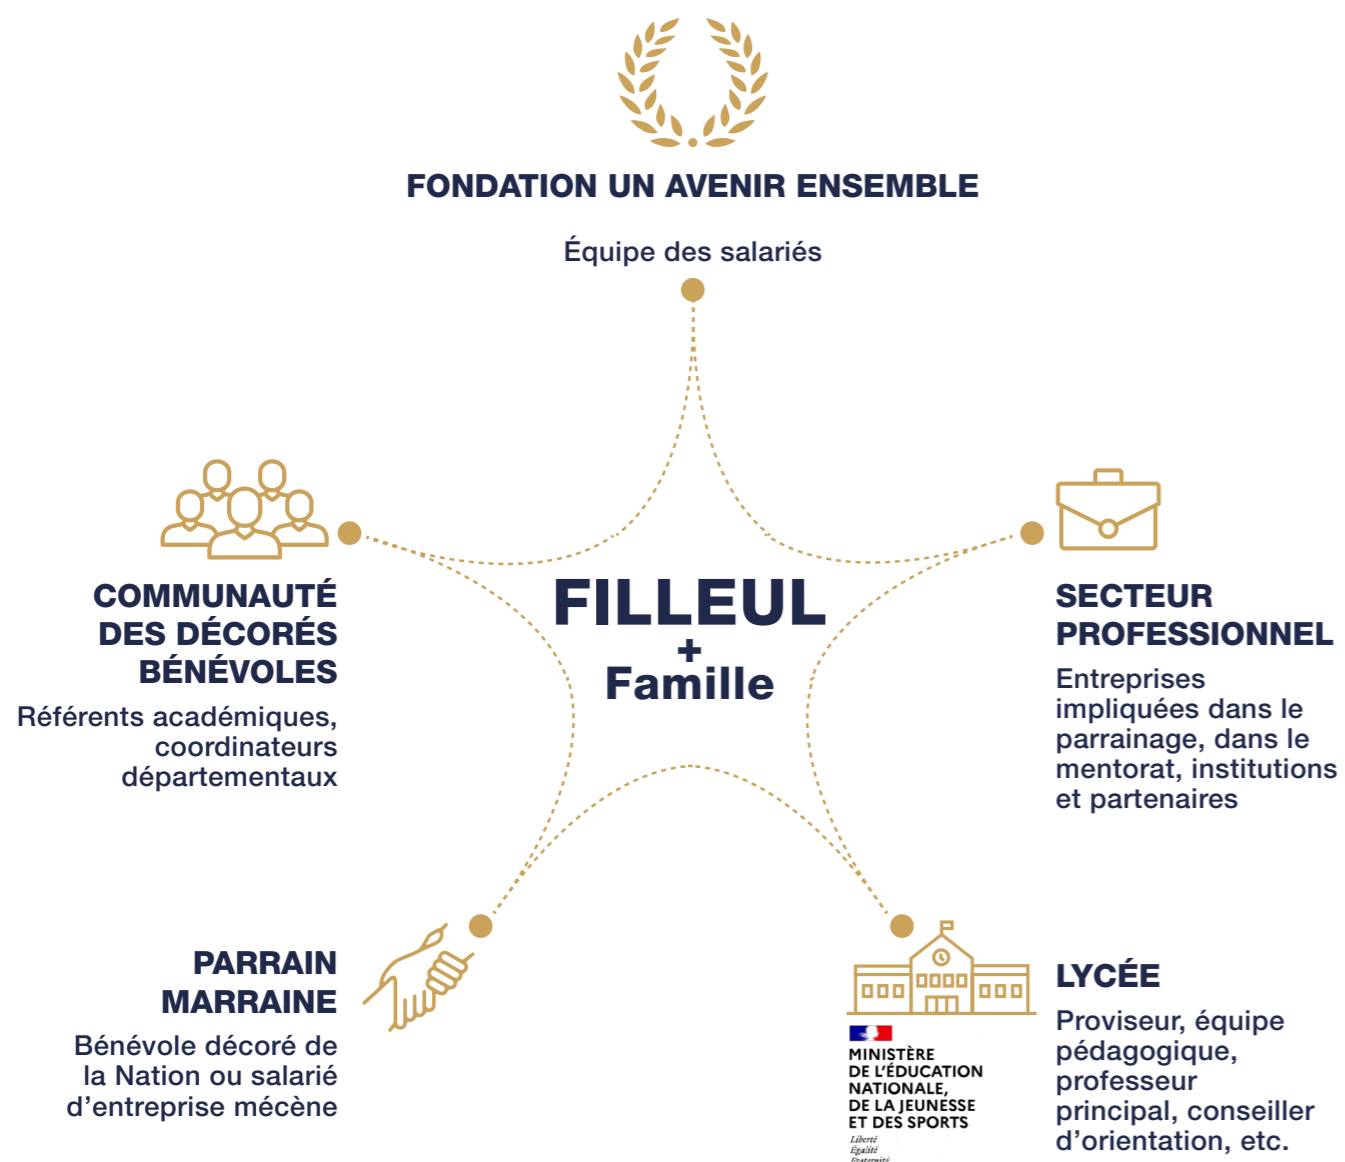 FONDATION UN AVENIR ENSEMBLE
Équipe des salariés
COMMUNAUTÉ
DES DÉCORÉS
BÉNÉVOLES
Référents académiques,
coordinateurs
départementaux
FILLEUL
+
Famille
SECTEUR
PROFESSIONNEL
Entreprises
impliquées dans le
parrainage, dans le
mentorat, institutions
et partenaires
PARRAIN
MARRAINE
Bénévole décoré de
la Nation ou salarié
d’entreprise mécène
MINISTÈRE
DE L’ÉDUCATION
NATIONALE,
DE LA JEUNESSE
ET DES SPORTS
Liberté
Égalité
Fraternité
LYCÉE
Proviseur, équipe
pédagogique,
professeur
principal, conseiller
d’orientation, etc.